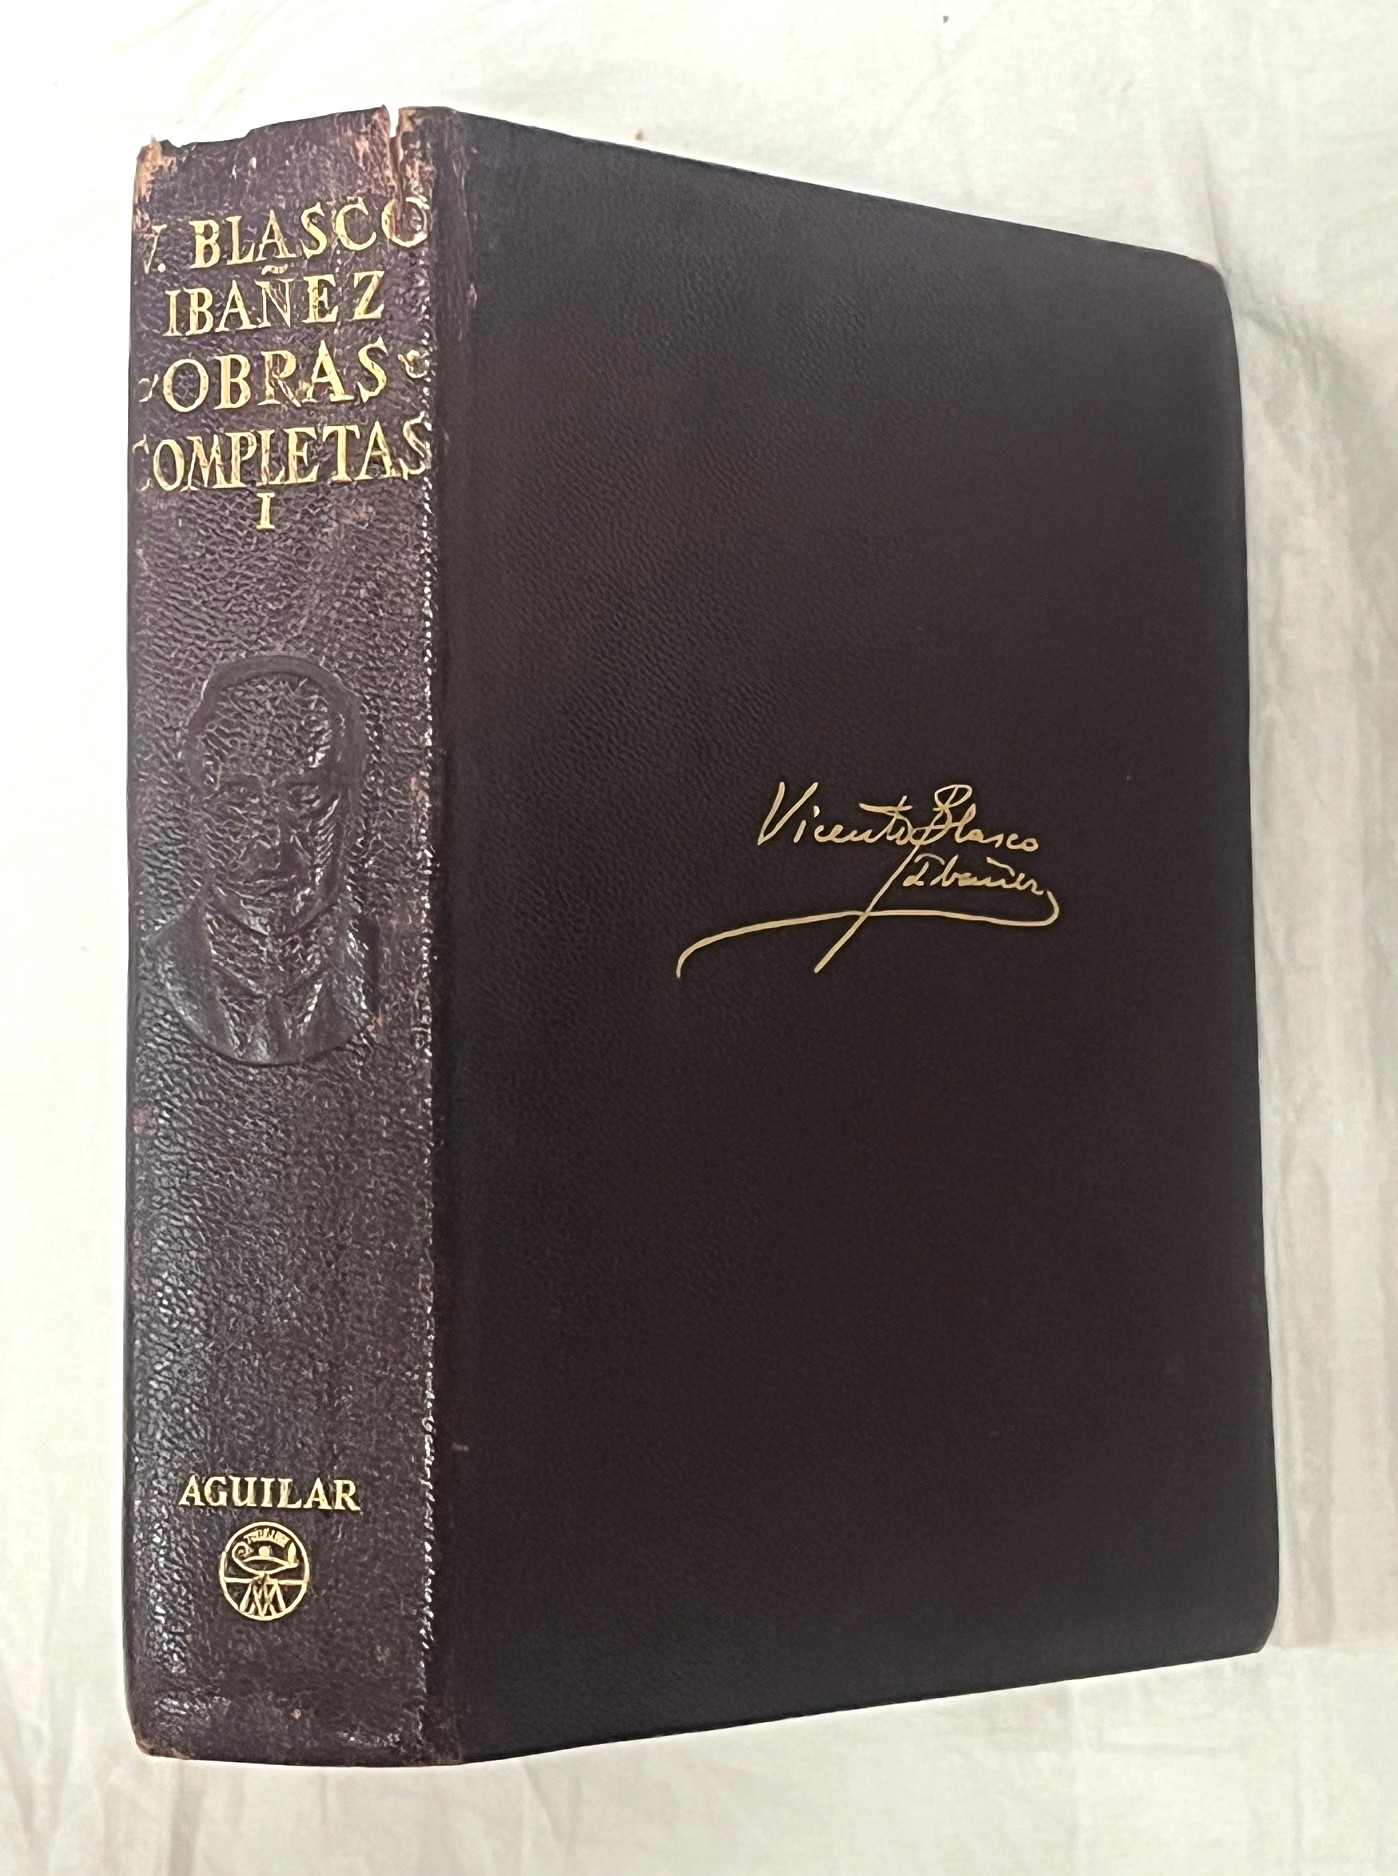 V. BLASCO
IBAÑEZ
OBRAS
COMPLETAS
I
AGUILAR
Vicente Blasco
Ibañez